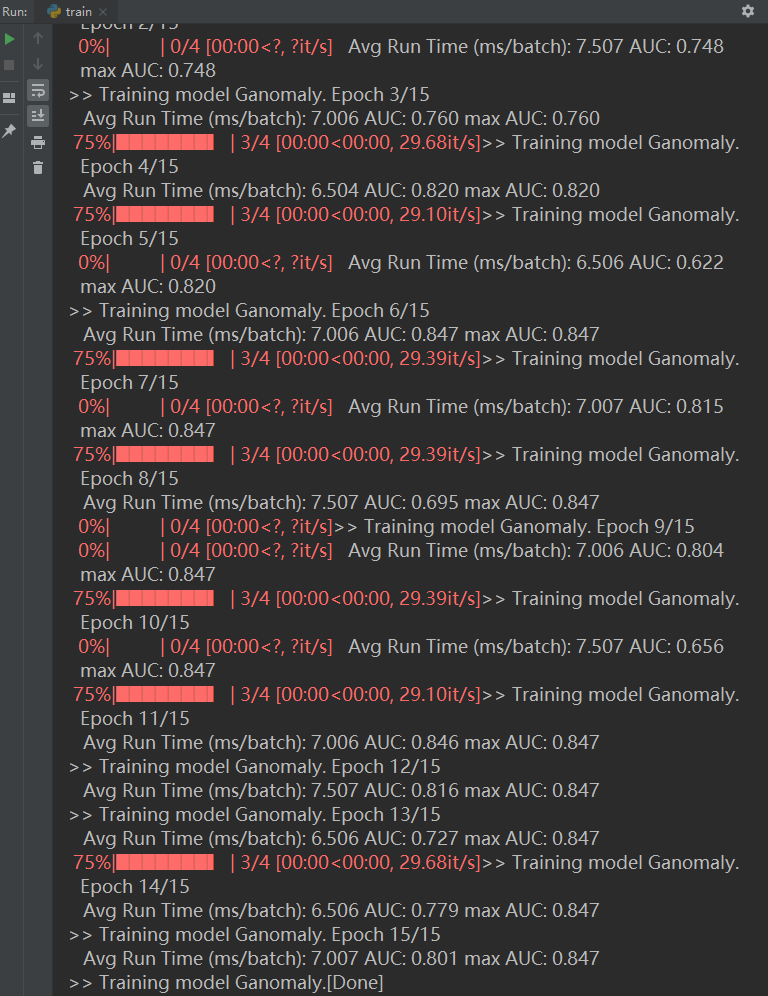 Run: train
Epoch 2/15
0%| | 0/4 [00:00<?, ?it/s] Avg Run Time (ms/batch): 7.507 AUC: 0.748
max AUC: 0.748
>> Training model Ganomaly. Epoch 3/15
Avg Run Time (ms/batch): 7.006 AUC: 0.760 max AUC: 0.760
75%|████████ | 3/4 [00:00<00:00, 29.68it/s]>> Training model Ganomaly.
Epoch 4/15
Avg Run Time (ms/batch): 6.504 AUC: 0.820 max AUC: 0.820
75%|████████ | 3/4 [00:00<00:00, 29.10it/s]>> Training model Ganomaly.
Epoch 5/15
0%| | 0/4 [00:00<?, ?it/s] Avg Run Time (ms/batch): 6.506 AUC: 0.622
max AUC: 0.820
>> Training model Ganomaly. Epoch 6/15
Avg Run Time (ms/batch): 7.006 AUC: 0.847 max AUC: 0.847
75%|████████ | 3/4 [00:00<00:00, 29.39it/s]>> Training model Ganomaly.
Epoch 7/15
0%| | 0/4 [00:00<?, ?it/s] Avg Run Time (ms/batch): 7.007 AUC: 0.815
max AUC: 0.847
75%|████████ | 3/4 [00:00<00:00, 29.39it/s]>> Training model Ganomaly.
Epoch 8/15
Avg Run Time (ms/batch): 7.507 AUC: 0.695 max AUC: 0.847
0%| | 0/4 [00:00<?, ?it/s]>> Training model Ganomaly. Epoch 9/15
0%| | 0/4 [00:00<?, ?it/s] Avg Run Time (ms/batch): 7.006 AUC: 0.804
max AUC: 0.847
75%|████████ | 3/4 [00:00<00:00, 29.39it/s]>> Training model Ganomaly.
Epoch 10/15
0%| | 0/4 [00:00<?, ?it/s] Avg Run Time (ms/batch): 7.507 AUC: 0.656
max AUC: 0.847
75%|████████ | 3/4 [00:00<00:00, 29.10it/s]>> Training model Ganomaly.
Epoch 11/15
Avg Run Time (ms/batch): 7.006 AUC: 0.846 max AUC: 0.847
>> Training model Ganomaly. Epoch 12/15
Avg Run Time (ms/batch): 7.507 AUC: 0.816 max AUC: 0.847
>> Training model Ganomaly. Epoch 13/15
Avg Run Time (ms/batch): 6.506 AUC: 0.727 max AUC: 0.847
75%|████████ | 3/4 [00:00<00:00, 29.68it/s]>> Training model Ganomaly.
Epoch 14/15
Avg Run Time (ms/batch): 6.506 AUC: 0.779 max AUC: 0.847
>> Training model Ganomaly. Epoch 15/15
Avg Run Time (ms/batch): 7.007 AUC: 0.801 max AUC: 0.847
>> Training model Ganomaly.[Done]